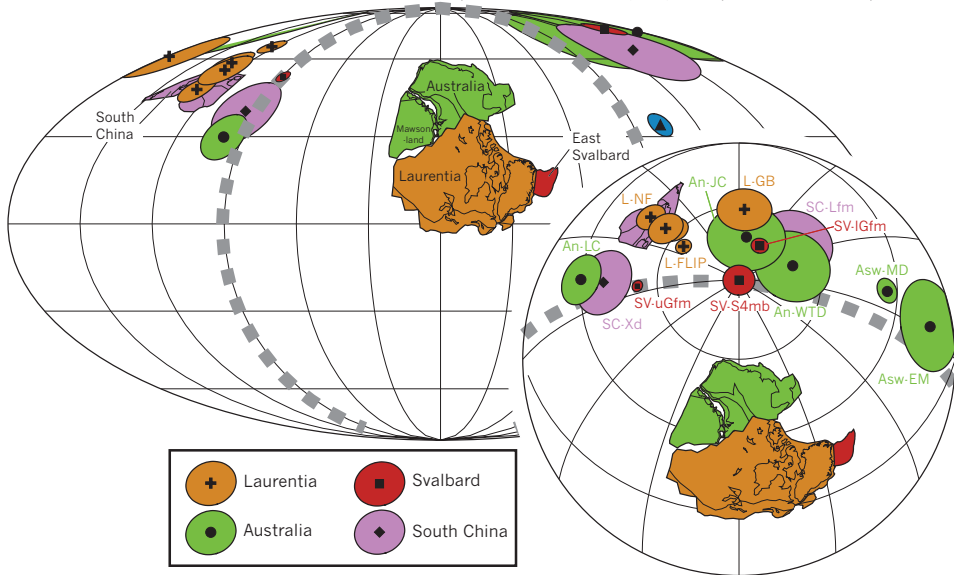 Australia
South
China
Mawson
-land
East
Svalbard
Laurentia
L-NF
An-JC
L-GB
SC-Lfm
SV-IGfm
An-LC
L-FLIP
Asw-MD
SV-uGfm
SC-Xd
SV-S4mb
An-WTD
Asw-EM
Laurentia
Svalbard
Australia
South China